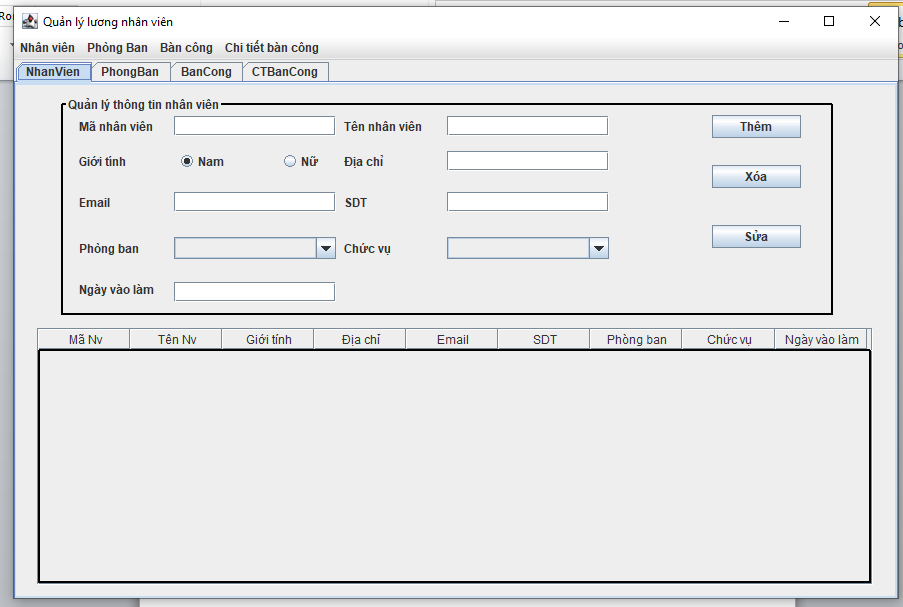 Ror
Quản lý lương nhân viên
Nhân viên Phòng Ban Bàn công Chi tiết bàn công
NhanVien PhongBan BanCong CTBanCong
Quản lý thông tin nhân viên
Mã nhân viên Tên nhân viên Thêm
Giới tính Nam Nữ Địa chỉ
Xóa
Email SDT
Sửa
Phòng ban Chức vụ
Ngày vào làm
Mã Nv Tên Nv Giới tính Địa chỉ Email SDT Phòng ban Chức vụ Ngày vào làm